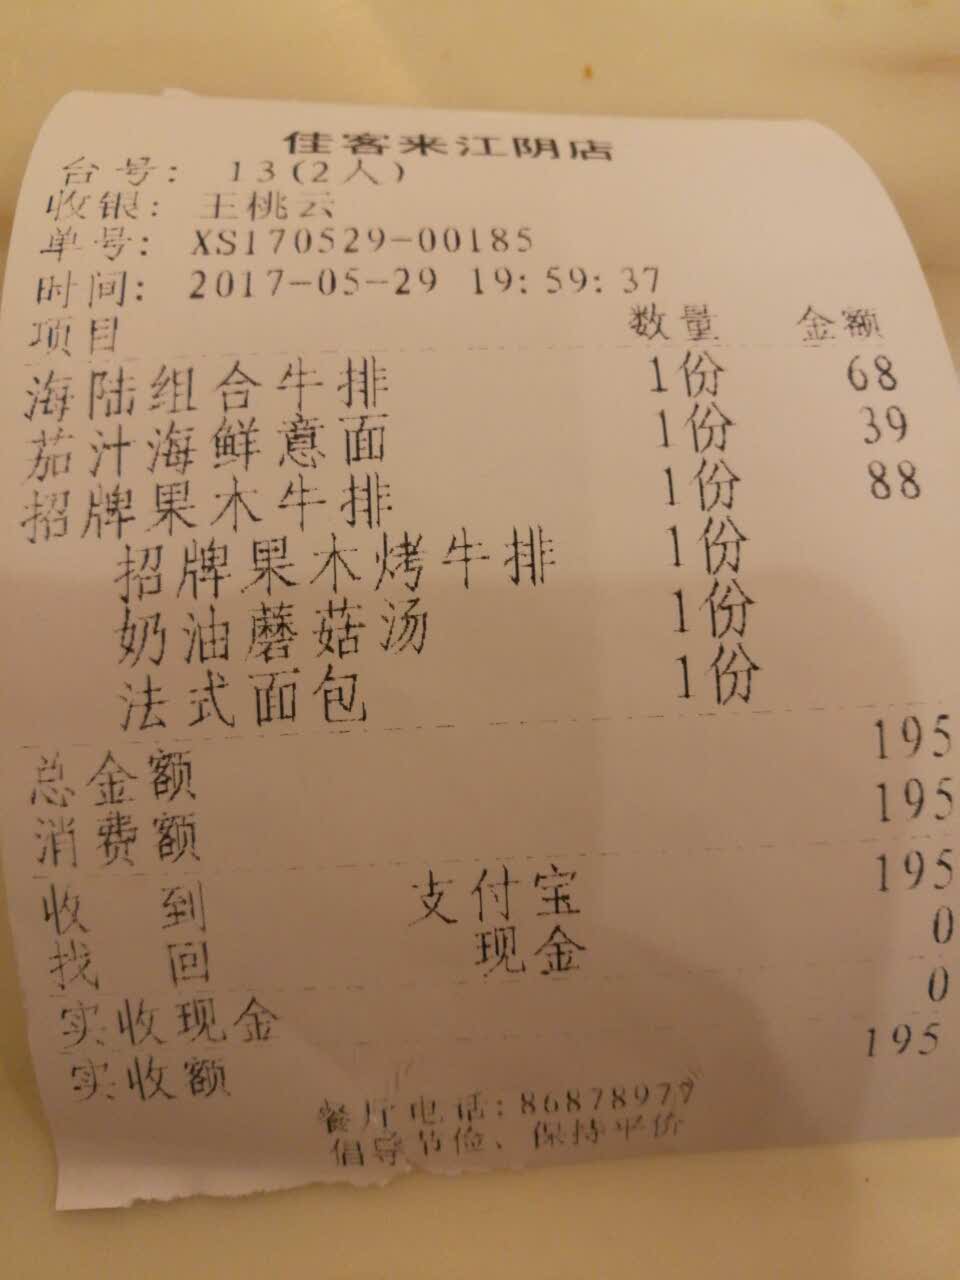 佳客来江阴店
台号: 13(2人)
收银: 王桃云
单号: XS170529-00185
时间: 2017-05-29 19:59:37
项目 数量 金额
海陆组合牛排 1份 68
茄汁海鲜意面 1份 39
招牌果木牛排 1份 88
招牌果木烤牛排 1份
奶油蘑菇汤 1份
法式面包 1份
总金额 195
消费额 195
收 到 支付宝 195
找 回 现金 0
实收现金 0
实收额 195
餐厅电话:86878977
倡导节俭、保持平价